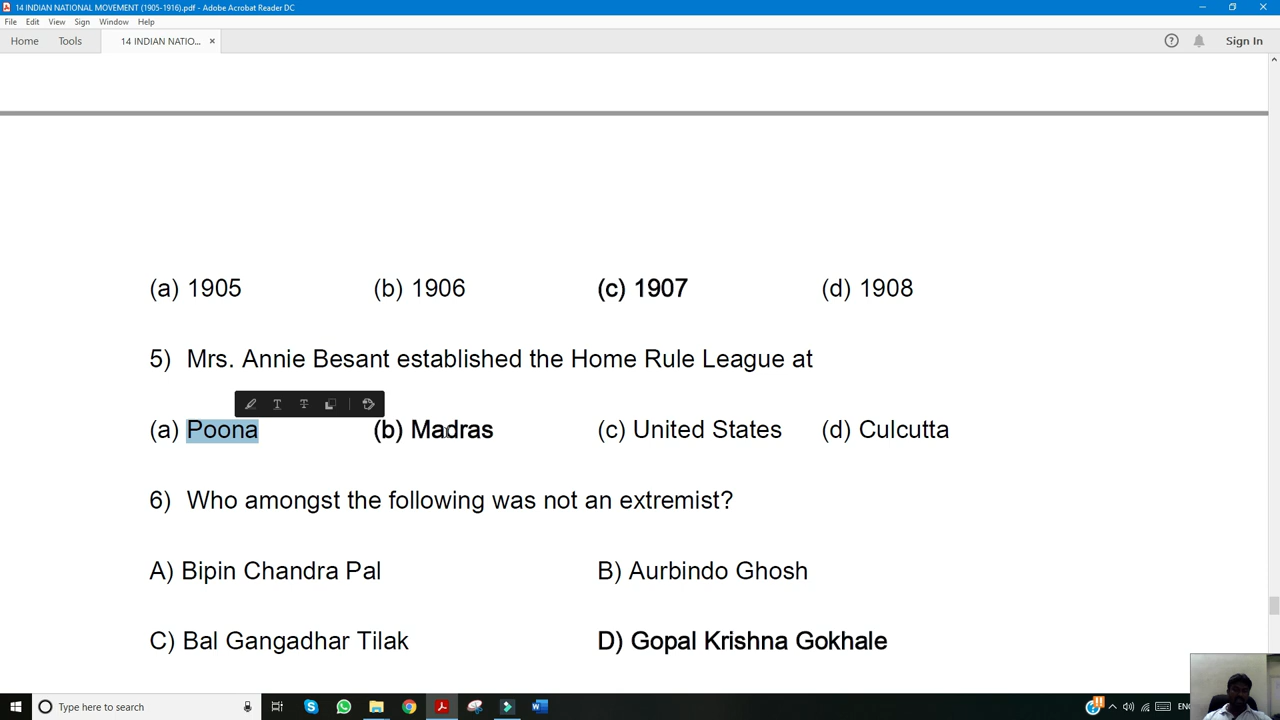 14 INDIAN NATIONAL MOVEMENT (1905-1916).pdf - Adobe Acrobat Reader DC
File Edit View Sign Window Help
Home Tools 14 INDIAN NATIO... × Sign In
(a) 1905 (b) 1906 (c) 1907 (d) 1908
5) Mrs. Annie Besant established the Home Rule League at
(a) Poona (b) Madras (c) United States (d) Culcutta
6) Who amongst the following was not an extremist?
A) Bipin Chandra Pal B) Aurbindo Ghosh
C) Bal Gangadhar Tilak D) Gopal Krishna Gokhale
Type here to search